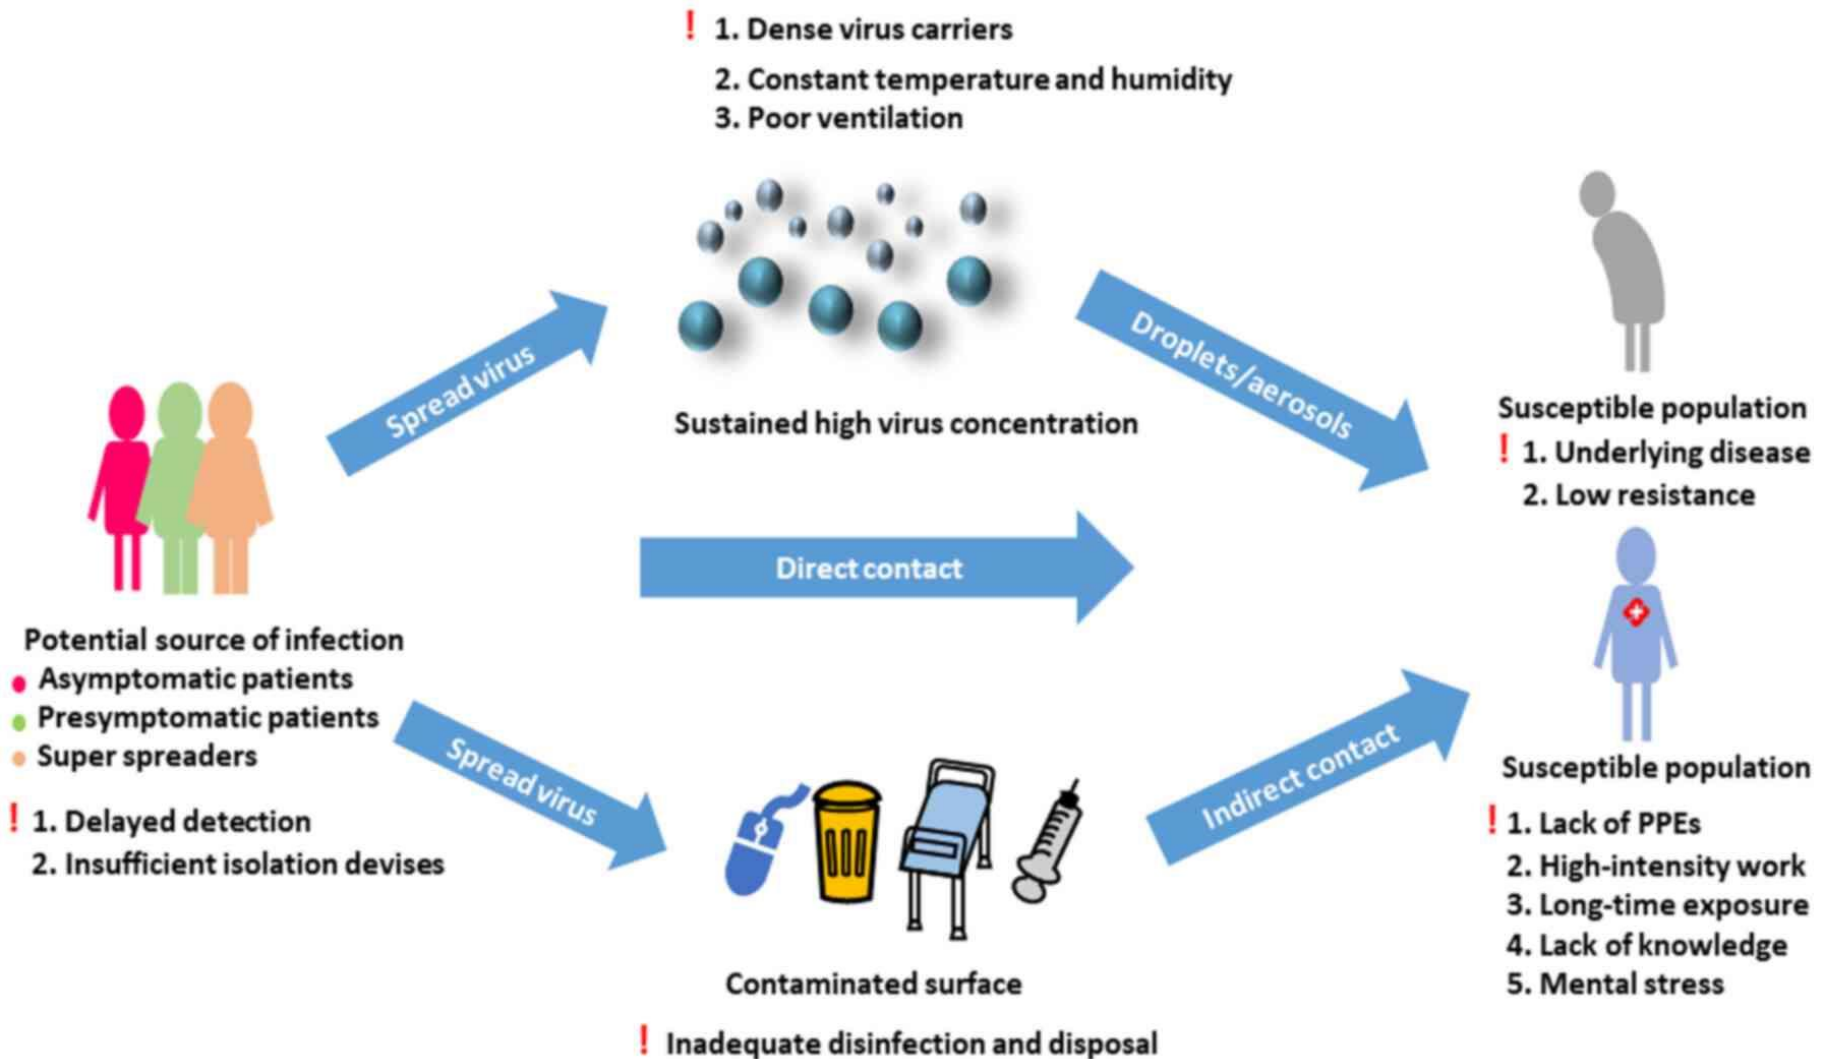 ! 1. Dense virus carriers
2. Constant temperature and humidity
3. Poor ventilation
Spread virus
Sustained high virus concentration
Droplets/aerosols
Susceptible population
! 1. Underlying disease
2. Low resistance
Direct contact
Potential source of infection
Asymptomatic patients
Presymptomatic patients
Super spreaders
! 1. Delayed detection
2. Insufficient isolation devises
Spread virus
Contaminated surface
! Inadequate disinfection and disposal
Indirect contact
Susceptible population
! 1. Lack of PPEs
2. High-intensity work
3. Long-time exposure
4. Lack of knowledge
5. Mental stress